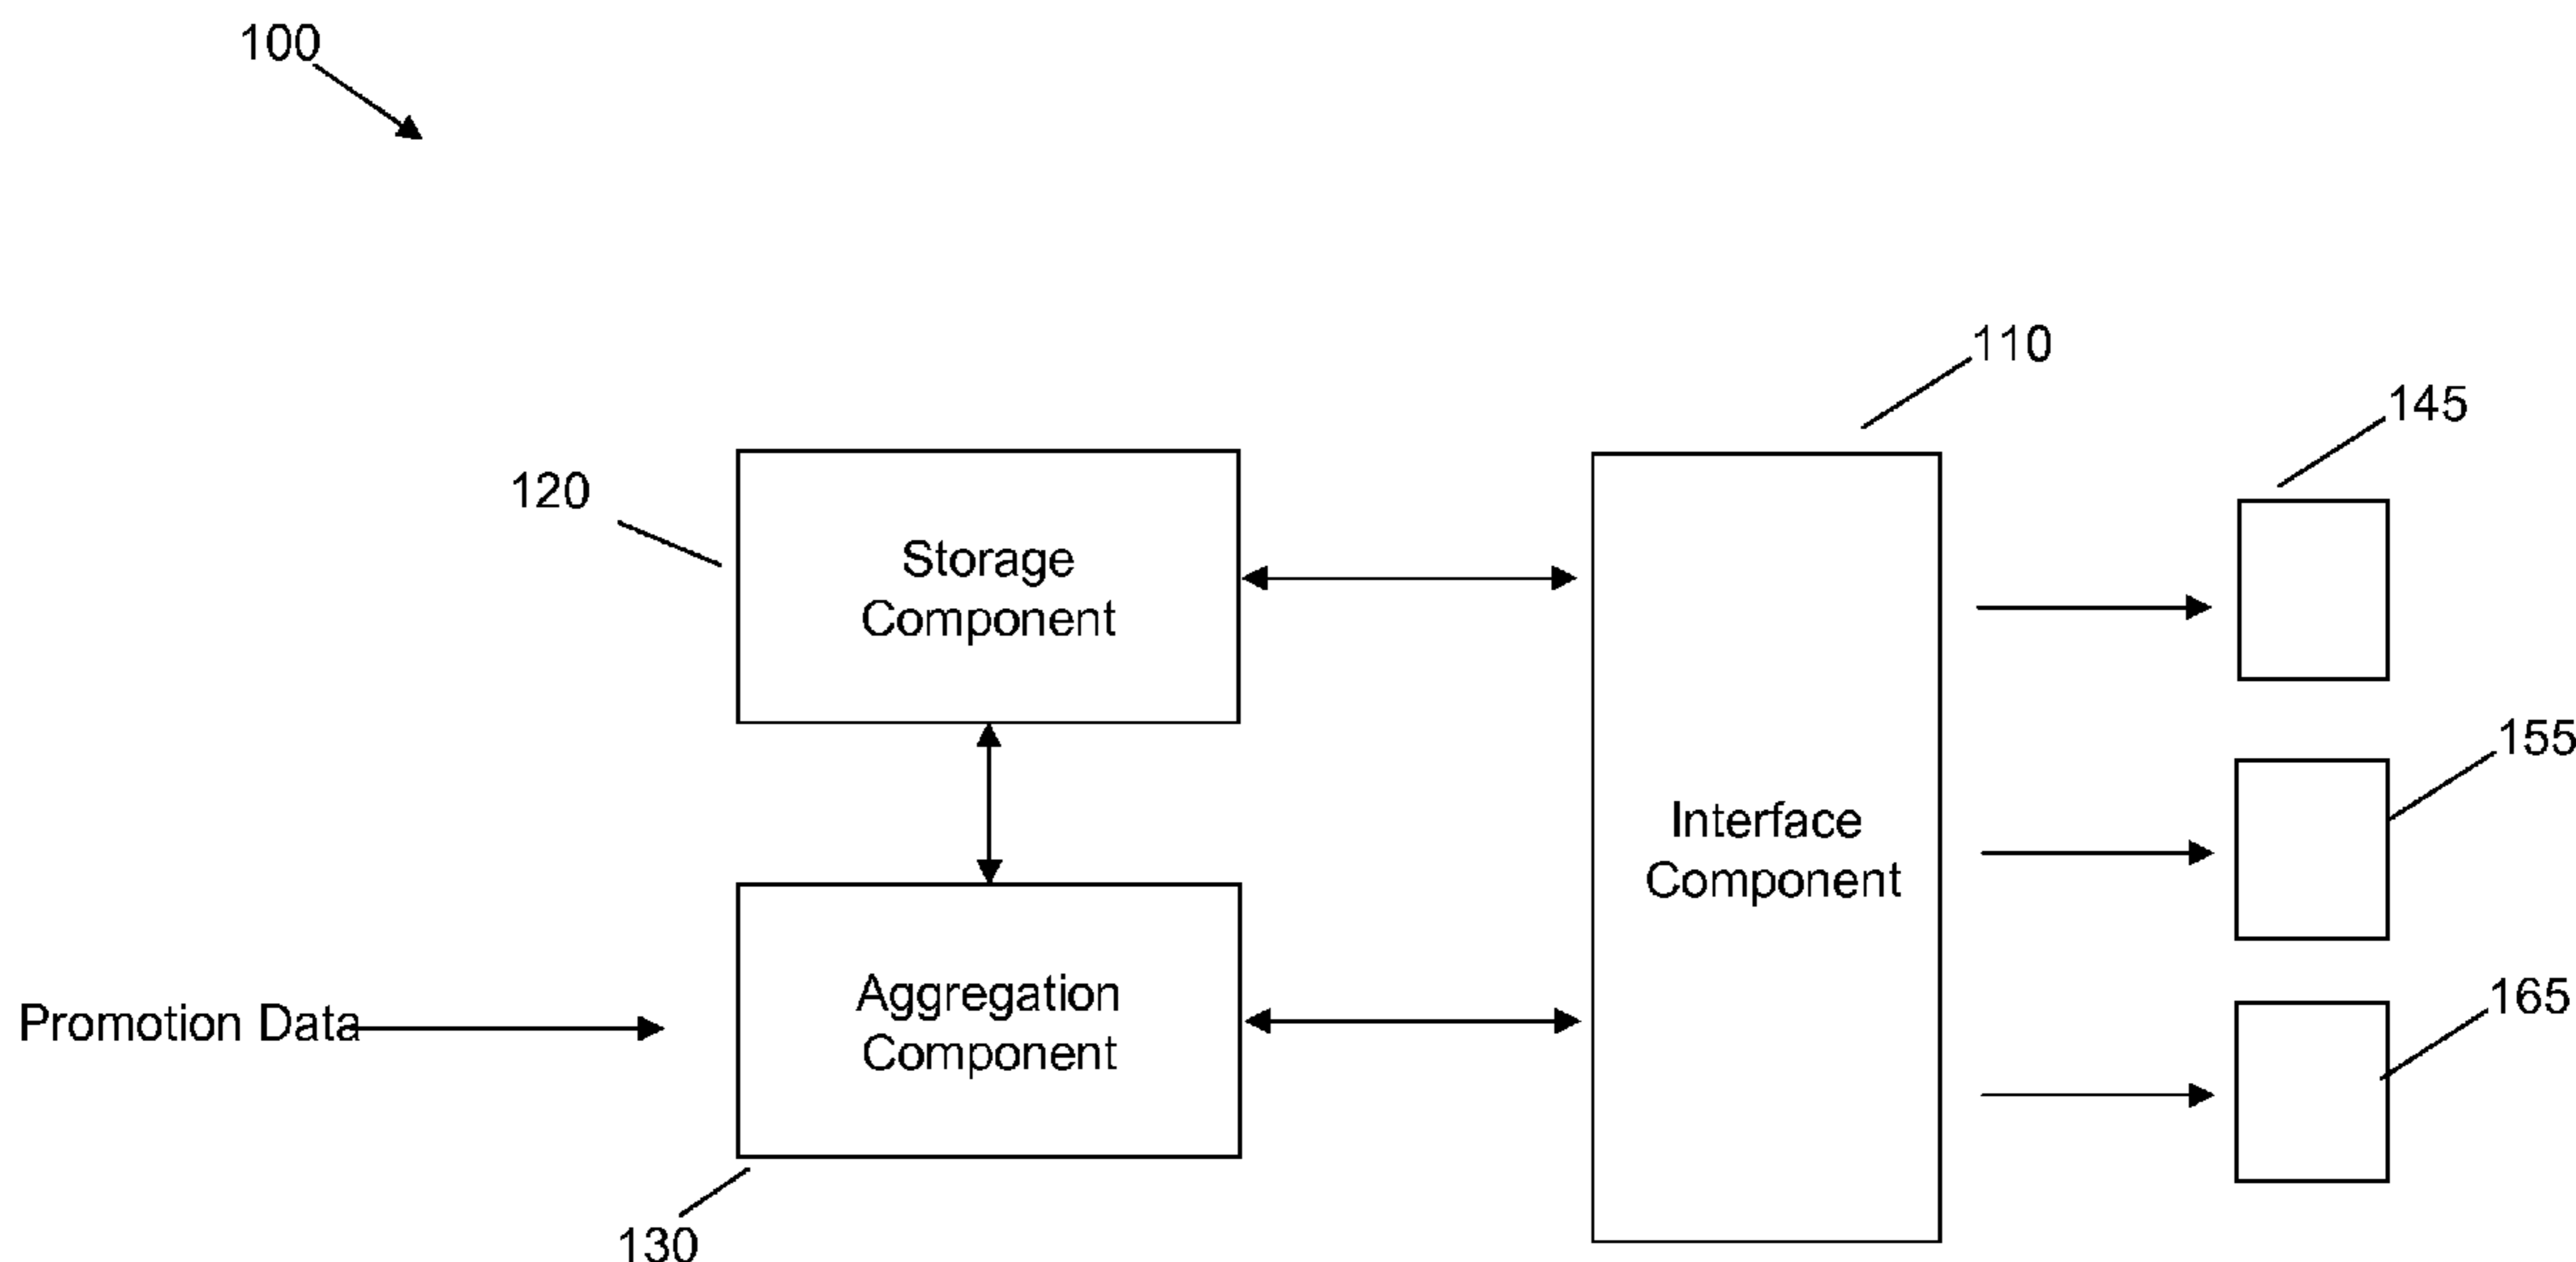 100
110
145
120
Storage
Component
155
Interface
Component
Aggregation
Component
165
Promotion Data
130